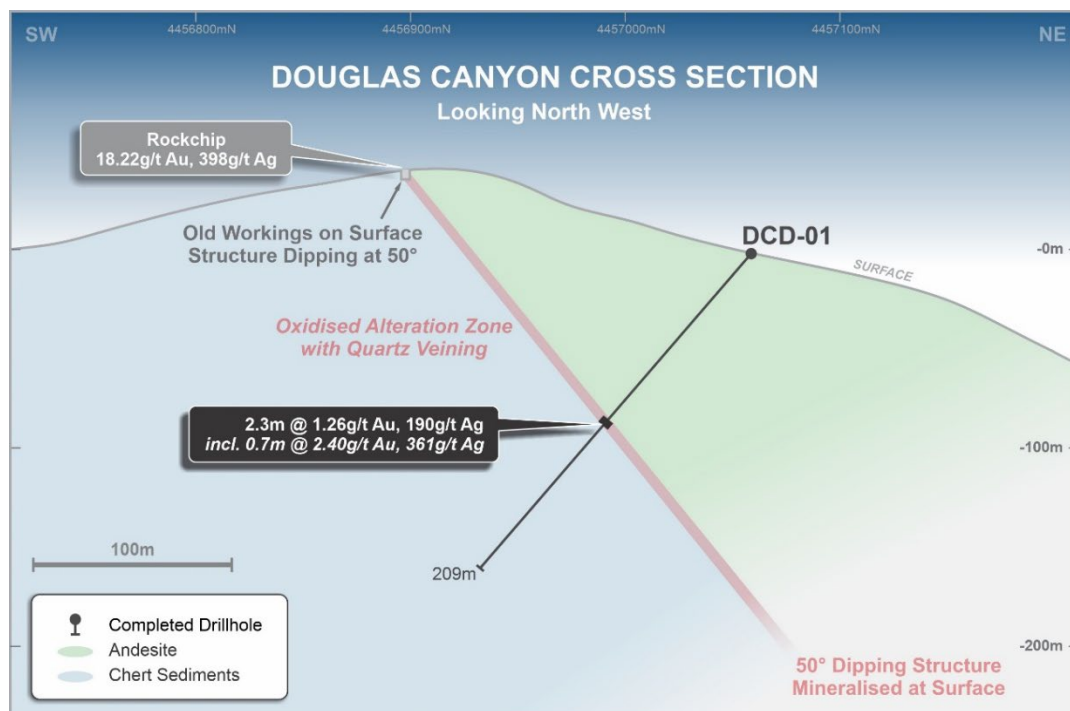 SW
4456800mN
4456900mN
4457000mN
4457100mN
NE
DOUGLAS CANYON CROSS SECTION
Looking North West
Rockchip
18.22g/t Au, 398g/t Ag
Old Workings on Surface
Structure Dipping at 50°
DCD-01
-0m
SURFACE
Oxidised Alteration Zone
with Quartz Veining
2.3m @ 1.26g/t Au, 190g/t Ag
incl. 0.7m @ 2.40g/t Au, 361g/t Ag
-100m
100m
209m
Completed Drillhole
Andesite
Chert Sediments
-200m
50° Dipping Structure
Mineralised at Surface